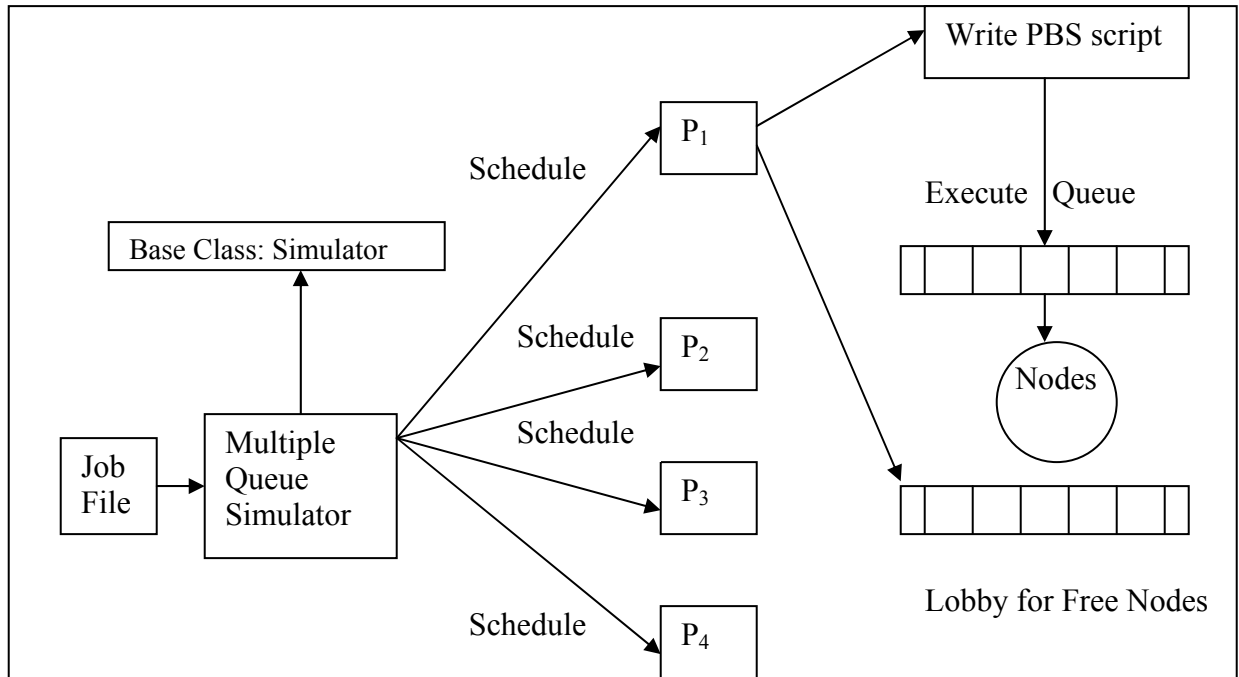 Write PBS script
P₁
Schedule
Execute Queue
Base Class: Simulator
Schedule
P₂
Nodes
Schedule
Job
File
Multiple
Queue
Simulator
P₃
Lobby for Free Nodes
Schedule
P₄